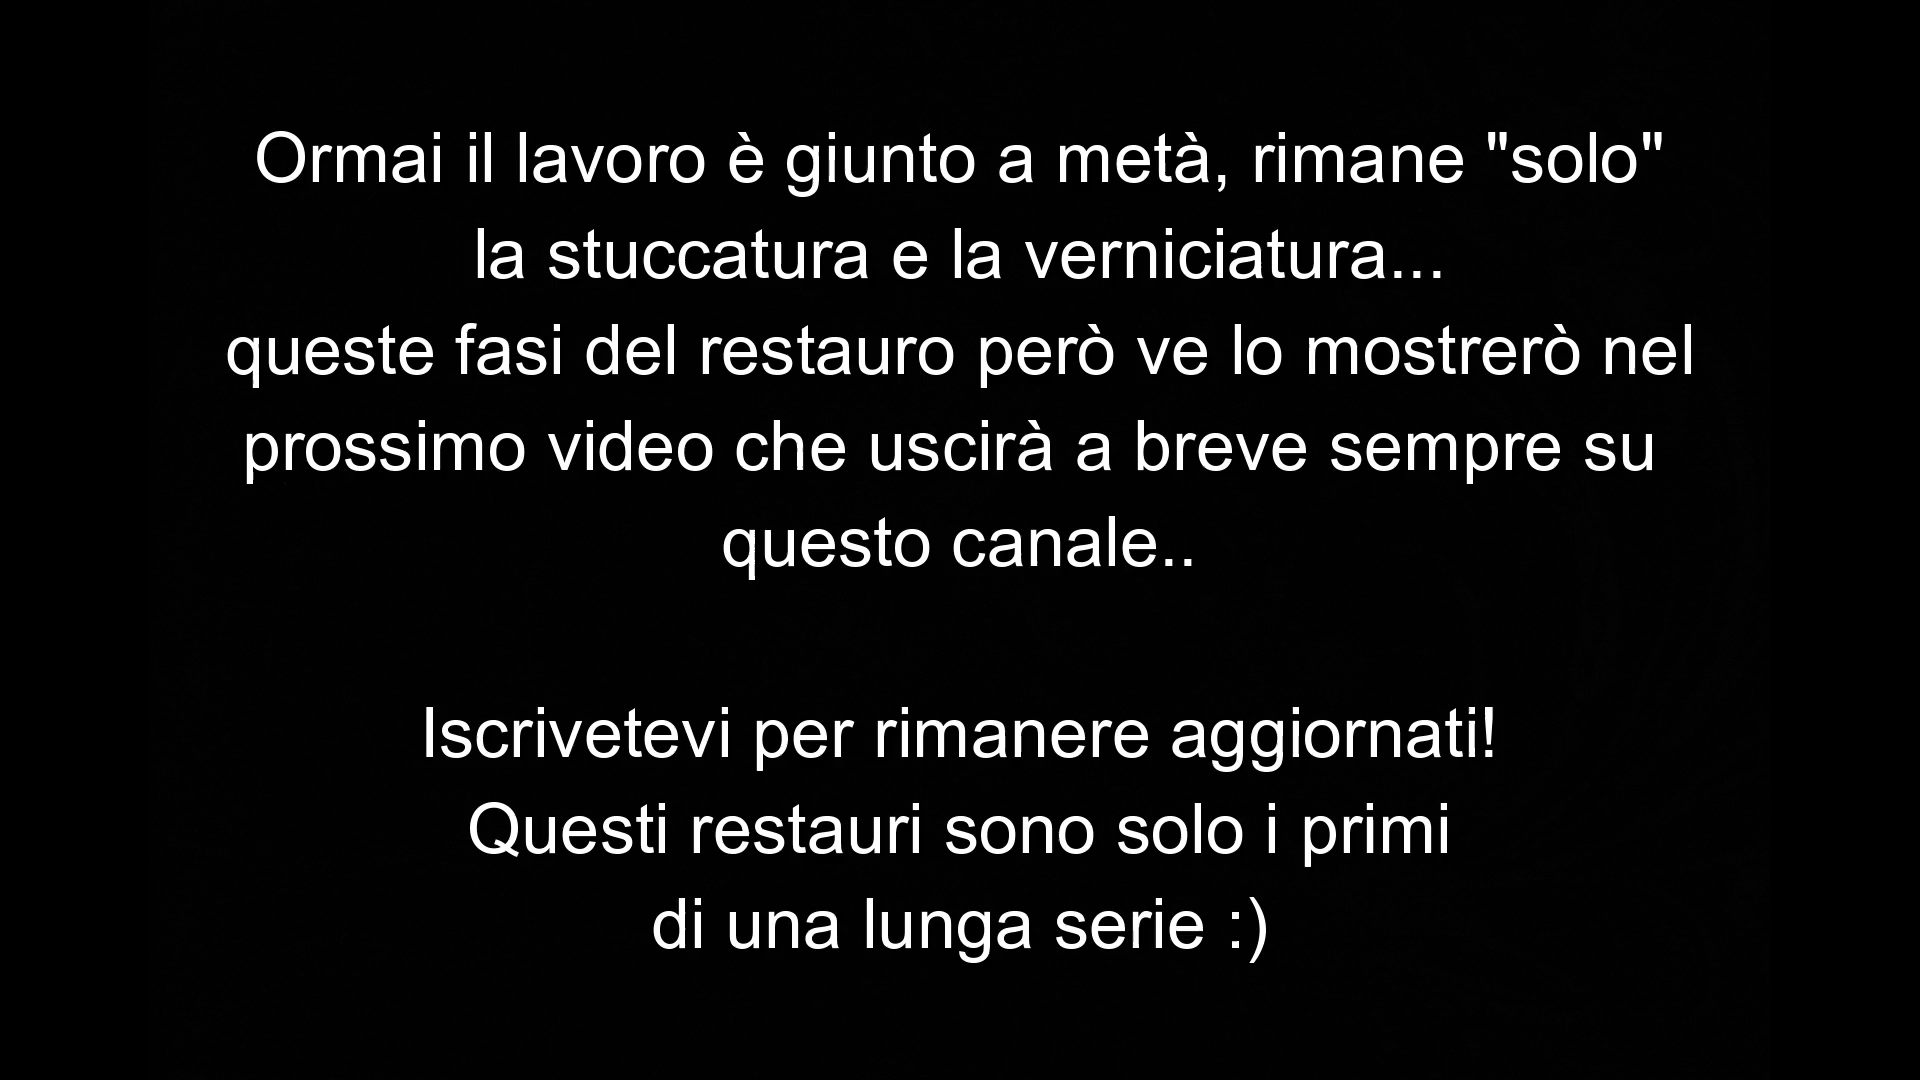 Ormai il lavoro è giunto a metà, rimane "solo"
la stuccatura e la verniciatura...
queste fasi del restauro però ve lo mostrerò nel
prossimo video che uscirà a breve sempre su
questo canale..
Iscrivetevi per rimanere aggiornati!
Questi restauri sono solo i primi
di una lunga serie :)